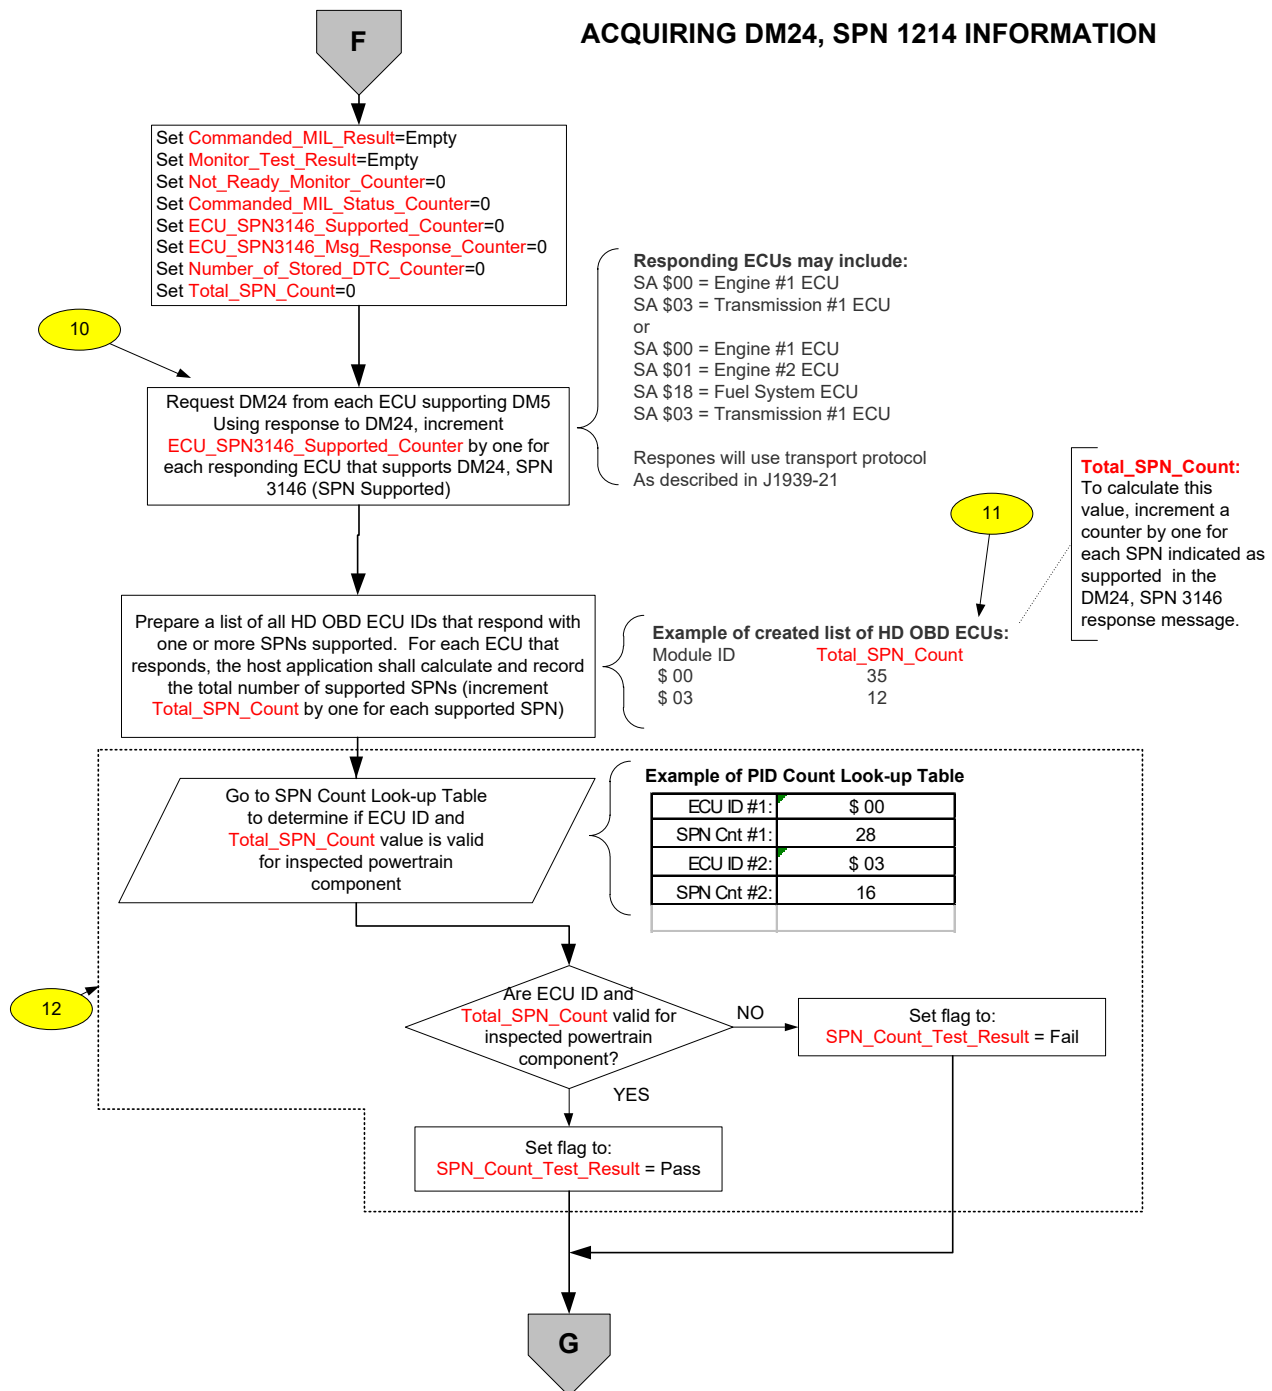 F
ACQUIRING DM24, SPN 1214 INFORMATION
Set Commanded_MIL_Result=Empty
Set Monitor_Test_Result=Empty
Set Not_Ready_Monitor_Counter=0
Set Commanded_MIL_Status_Counter=0
Set ECU_SPN3146_Supported_Counter=0
Set ECU_SPN3146_Msg_Response_Counter=0
Set Number_of_Stored_DTC_Counter=0
Set Total_SPN_Count=0
Responding ECUs may include:
SA $00 = Engine #1 ECU
SA $03 = Transmission #1 ECU
or
SA $00 = Engine #1 ECU
SA $01 = Engine #2 ECU
SA $18 = Fuel System ECU
SA $03 = Transmission #1 ECU
Respones will use transport protocol
As described in J1939-21
10
Request DM24 from each ECU supporting DM5
Using response to DM24, increment
ECU_SPN3146_Supported_Counter by one for
each responding ECU that supports DM24, SPN
3146 (SPN Supported)
11
Total_SPN_Count:
To calculate this
value, increment a
counter by one for
each SPN indicated as
supported in the
DM24, SPN 3146
response message.
Prepare a list of all HD OBD ECU IDs that respond with
one or more SPNs supported. For each ECU that
responds, the host application shall calculate and record
the total number of supported SPNs (increment
Total_SPN_Count by one for each supported SPN)
Example of created list of HD OBD ECUs:
Module ID Total_SPN_Count
$ 00 35
$ 03 12
Go to SPN Count Look-up Table
to determine if ECU ID and
Total_SPN_Count value is valid
for inspected powertrain
component
Example of PID Count Look-up Table
ECU ID #1: $ 00
SPN Cnt #1: 28
ECU ID #2: $ 03
SPN Cnt #2: 16
12
Are ECU ID and
Total_SPN_Count valid for
inspected powertrain
component?
NO
Set flag to:
SPN_Count_Test_Result = Fail
YES
Set flag to:
SPN_Count_Test_Result = Pass
G